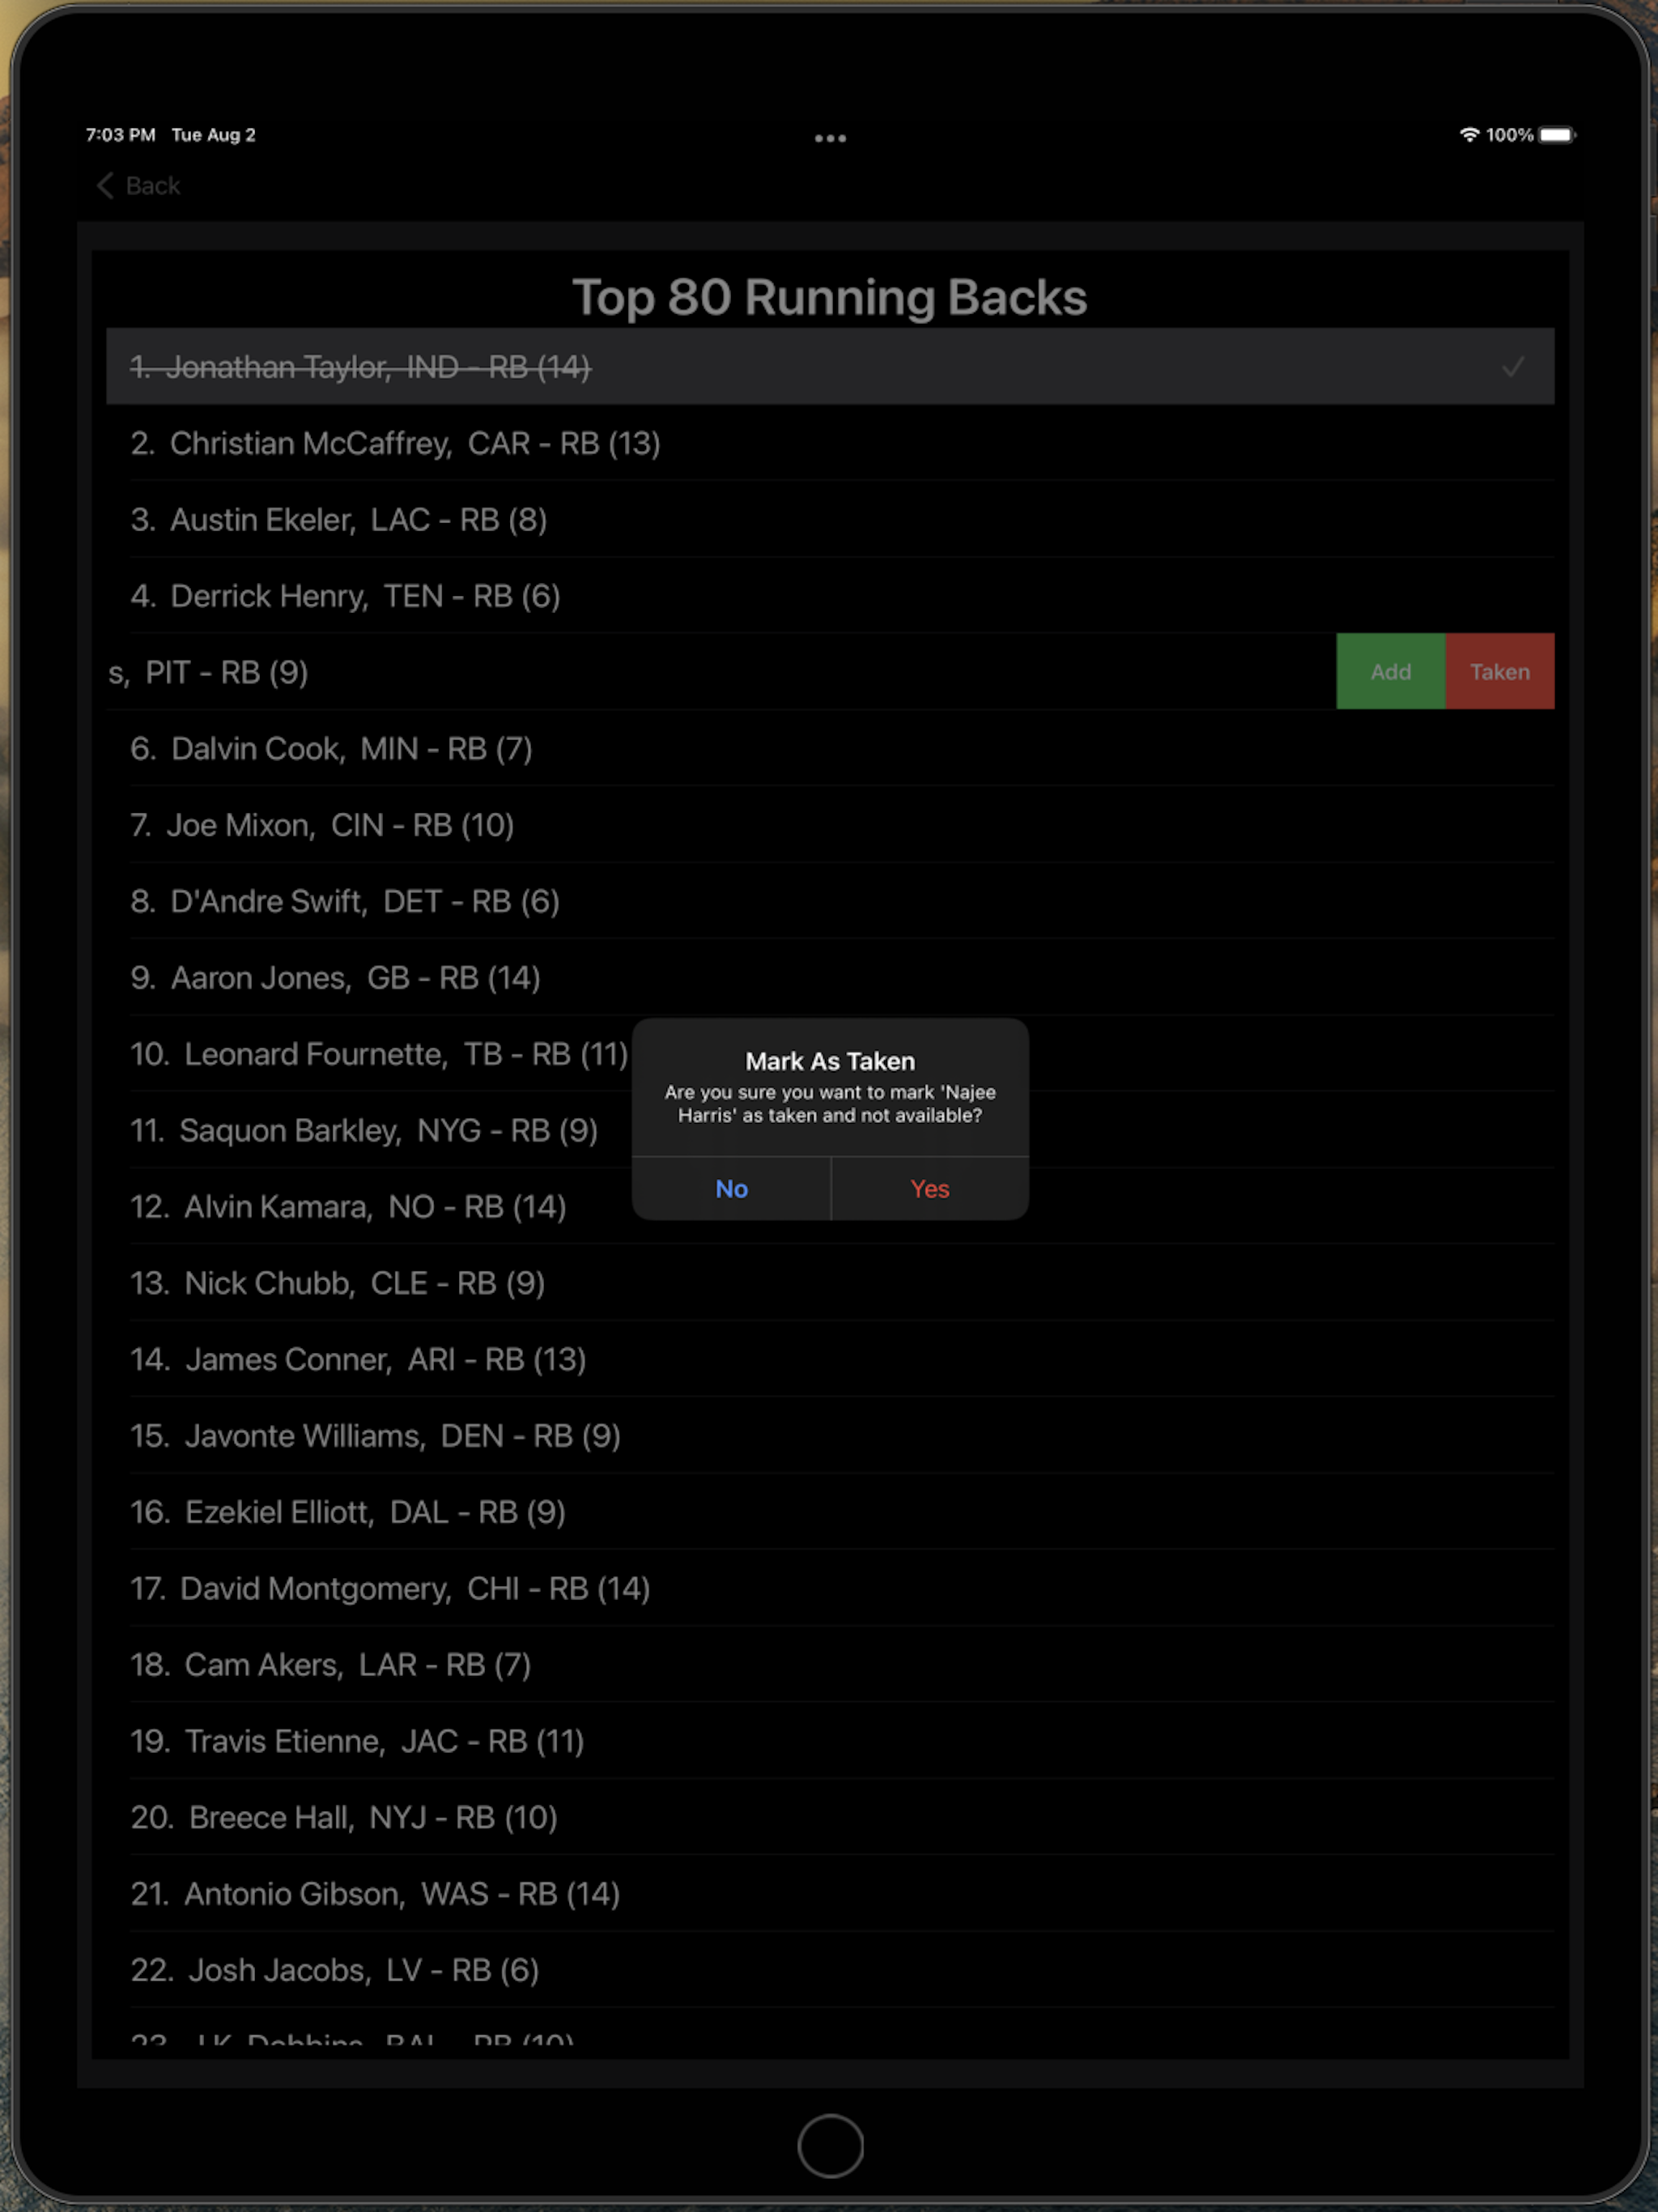 7:03 PM Tue Aug 2
100%
Back
Top 80 Running Backs
1. Jonathan Taylor, IND - RB (14)
2. Christian McCaffrey, CAR - RB (13)
3. Austin Ekeler, LAC - RB (8)
4. Derrick Henry, TEN - RB (6)
s, PIT - RB (9)
Add
Taken
6. Dalvin Cook, MIN - RB (7)
7. Joe Mixon, CIN - RB (10)
8. D'Andre Swift, DET - RB (6)
9. Aaron Jones, GB - RB (14)
10. Leonard Fournette, TB - RB (11)
11. Saquon Barkley, NYG - RB (9)
12. Alvin Kamara, NO - RB (14)
13. Nick Chubb, CLE - RB (9)
14. James Conner, ARI - RB (13)
15. Javonte Williams, DEN - RB (9)
16. Ezekiel Elliott, DAL - RB (9)
17. David Montgomery, CHI - RB (14)
18. Cam Akers, LAR - RB (7)
19. Travis Etienne, JAC - RB (11)
20. Breece Hall, NYJ - RB (10)
21. Antonio Gibson, WAS - RB (14)
22. Josh Jacobs, LV - RB (6)
23. J.K. Dobbins, BAL - RB (10)
Mark As Taken
Are you sure you want to mark 'Najee
Harris' as taken and not available?
No
Yes